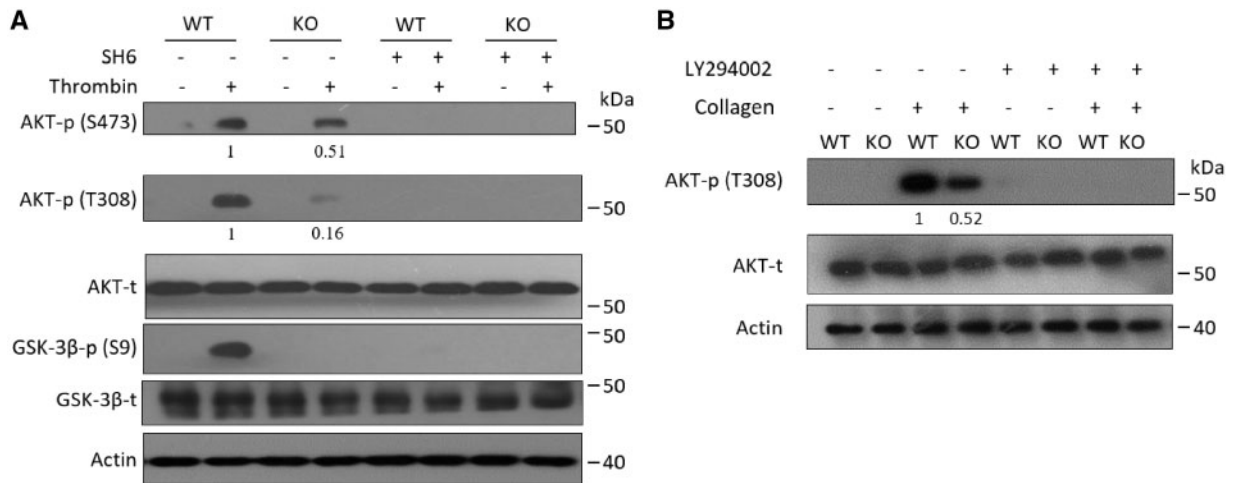 A
WT KO WT KO
SH6 - - - - + + + +
Thrombin - + - + - + - +
kDa
AKT-p (S473) –50
1 0.51
AKT-p (T308) –50
1 0.16
AKT-t –50
GSK-3β-p (S9) –50
GSK-3β-t –50
Actin –40
B
LY294002 - - - - + + + +
Collagen - - + + - - + +
WT KO WT KO WT KO WT KO
kDa
AKT-p (T308) –50
1 0.52
AKT-t –50
Actin –40